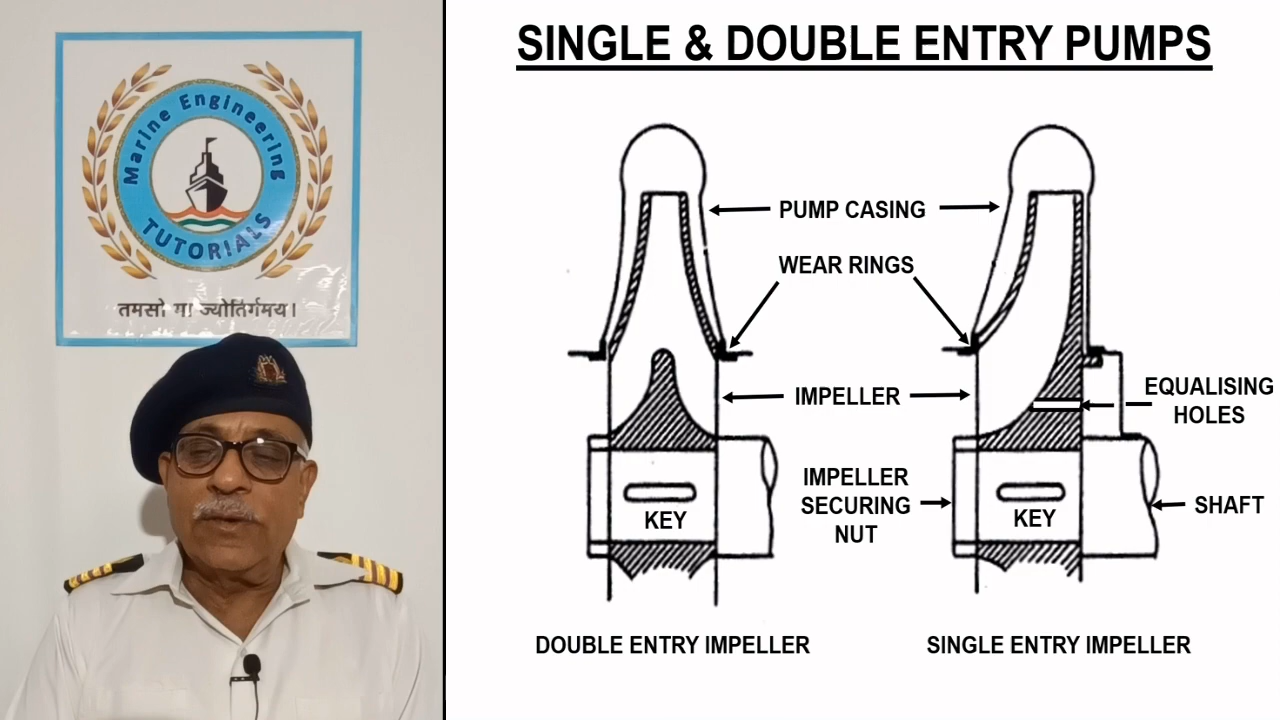 SINGLE & DOUBLE ENTRY PUMPS
Marine Engineering
TUTORIALS
तमसो मा ज्योतिर्गमय।
PUMP CASING
WEAR RINGS
IMPELLER
EQUALISING
HOLES
IMPELLER
SECURING
NUT
SHAFT
KEY
KEY
DOUBLE ENTRY IMPELLER
SINGLE ENTRY IMPELLER